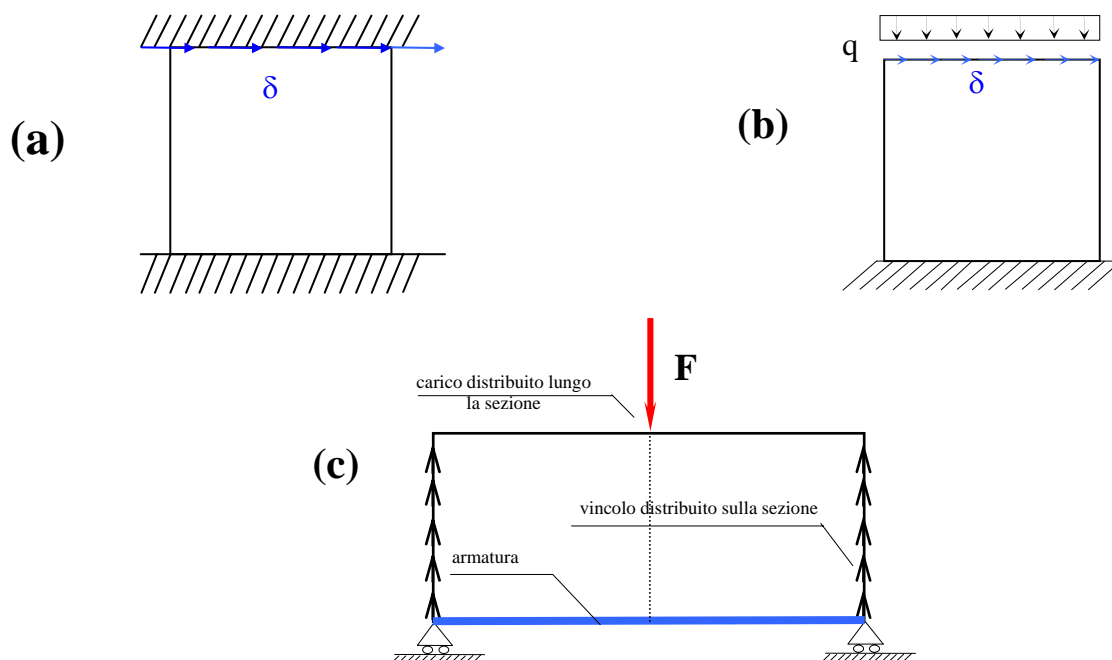 q
δ
δ
(a)
(b)
F
carico distribuito lungo
la sezione
(c)
vincolo distribuito sulla sezione
armatura